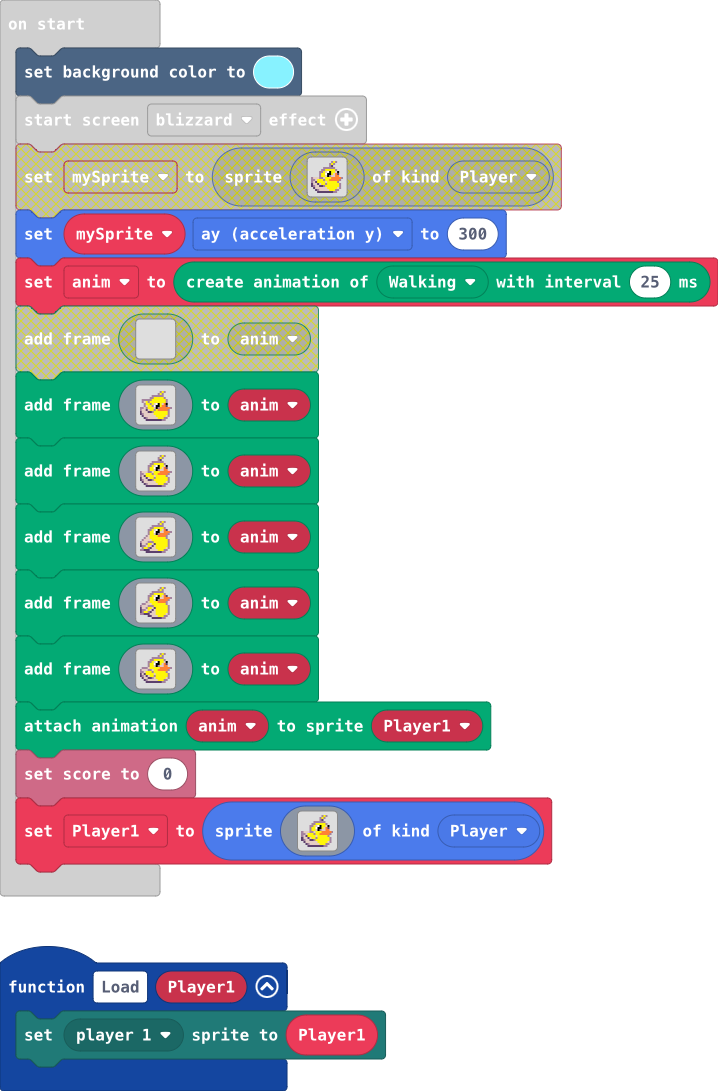 on start
set background color to
start screen blizzard effect
set mySprite to sprite of kind Player
set mySprite ay (acceleration y) to 300
set anim to create animation of Walking with interval 25 ms
add frame to anim
add frame to anim
add frame to anim
add frame to anim
add frame to anim
add frame to anim
attach animation anim to sprite Player1
set score to 0
set Player1 to sprite of kind Player
function Load Player1
set player 1 sprite to Player1